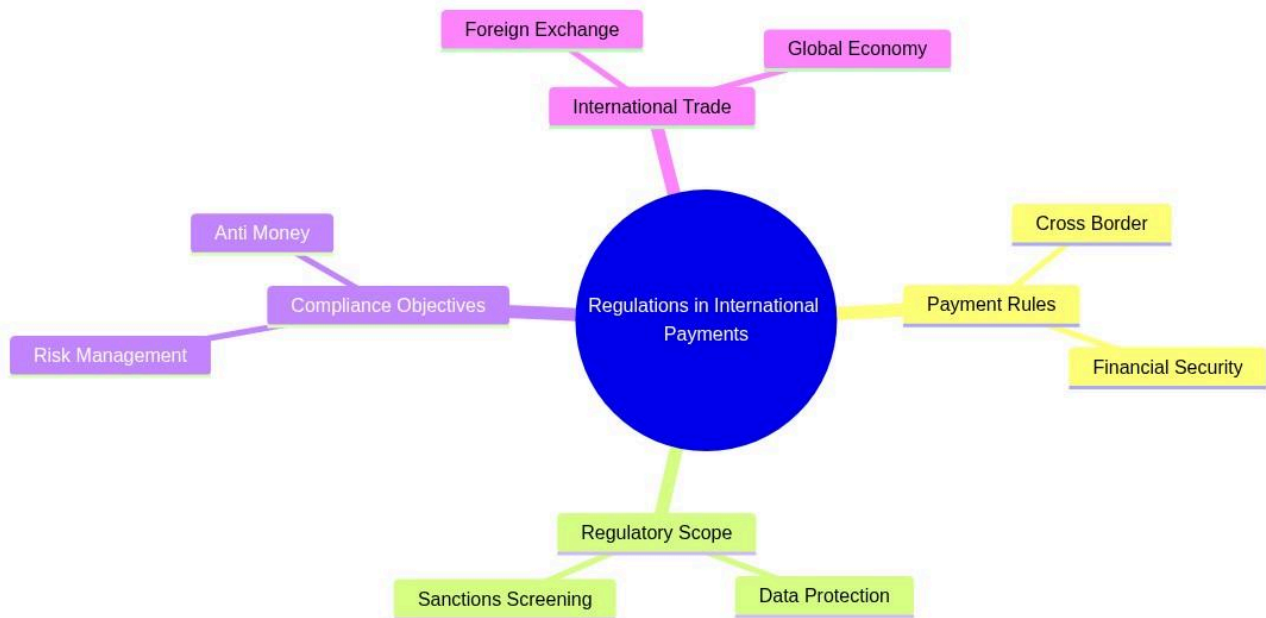 Foreign Exchange
Global Economy
International Trade
Cross Border
Anti Money
Compliance Objectives
Regulations in International
Payments
Payment Rules
Risk Management
Financial Security
Regulatory Scope
Sanctions Screening
Data Protection